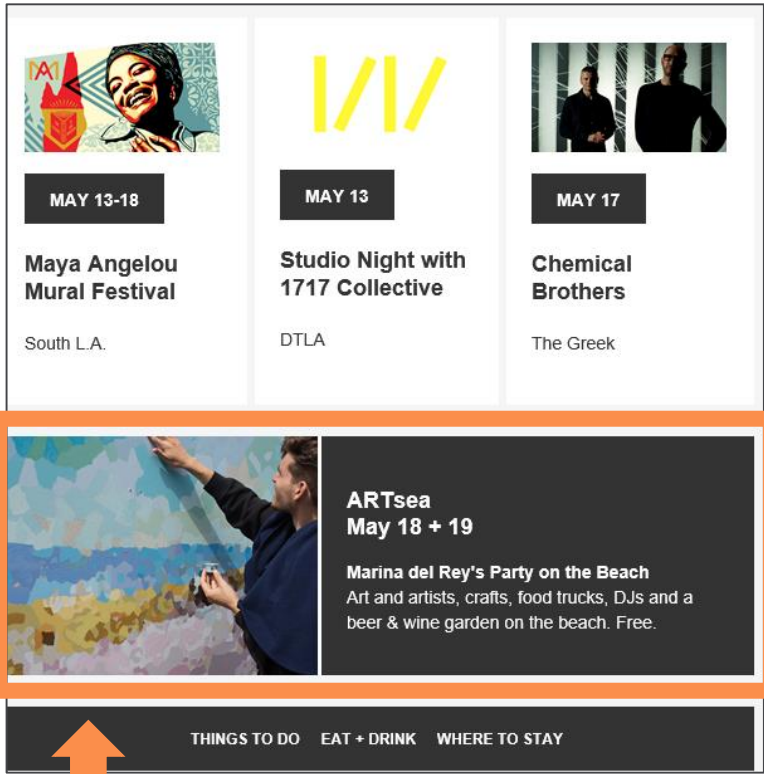 MAY 13-18
Maya Angelou
Mural Festival
South L.A.
MAY 13
Studio Night with
1717 Collective
DTLA
MAY 17
Chemical
Brothers
The Greek
ARTsea
May 18 + 19
Marina del Rey's Party on the Beach
Art and artists, crafts, food trucks, DJs and a
beer & wine garden on the beach. Free.
THINGS TO DO EAT + DRINK WHERE TO STAY